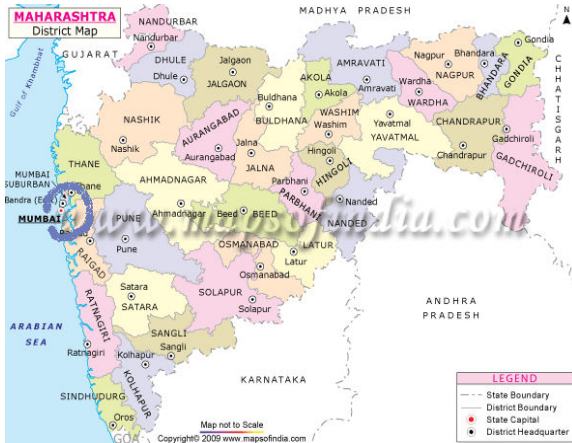 MAHARASHTRA
District Map
MADHYA PRADESH
GUJARAT
Gulf of Khambhat
CHHATISGARH
NANDURBAR
Nandurbar
DHULE
Dhule
Jalgaon
JALGAON
Buldhana
BULDHANA
AKOLA
Akola
AMRAVATI
Amravati
Nagpur
NAGPUR
Wardha
WARDHA
Bhandara
BHANDARA
Gondia
GONDIA
WASHIM
Washim
Yavatmal
YAVATMAL
CHANDRAPUR
Chandrapur
Gadchiroli
GADCHIROLI
NASHIK
Nashik
AURANGABAD
Aurangabad
Jalna
JALNA
Hingoli
HINGOLI
Parbhani
PARBHANI
Nanded
NANDED
THANE
MUMBAI
SUBURBAN
MUMBAI
AHMADNAGAR
Ahmadnagar
Beed
BEED
PUNE
Pune
RAIGAD
OSMANABAD
Osmanabad
LATUR
Latur
SOLAPUR
Solapur
Satara
SATARA
RATNAGIRI
Ratnagiri
SANGLI
Sangli
Kolhapur
KOLHAPUR
SINDHUDURG
Oros
GOA
ARABIAN
SEA
KARNATAKA
ANDHRA
PRADESH
www.mapsofindia.com
LEGEND
State Boundary
District Boundary
State Capital
District Headquarter
Map not to Scale
Copyright© 2009 www.mapsofindia.com